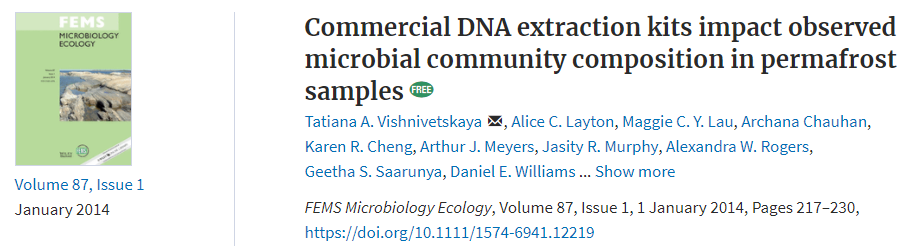 FEMS
MICROBIOLOGY
ECOLOGY
Volume 87, Issue 1
January 2014
Commercial DNA extraction kits impact observed
microbial community composition in permafrost
samples FREE
Tatiana A. Vishnivetskaya, Alice C. Layton, Maggie C. Y. Lau, Archana Chauhan,
Karen R. Cheng, Arthur J. Meyers, Jasity R. Murphy, Alexandra W. Rogers,
Geetha S. Saarunya, Daniel E. Williams ... Show more
FEMS Microbiology Ecology, Volume 87, Issue 1, 1 January 2014, Pages 217–230,
https://doi.org/10.1111/1574-6941.12219